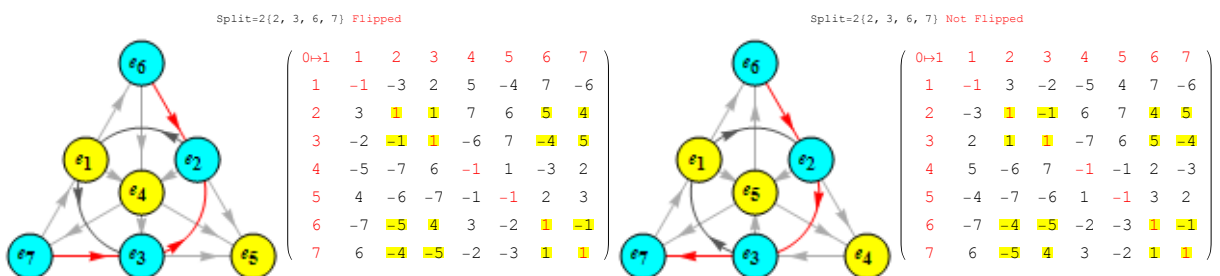 Split=2{2, 3, 6, 7} Flipped
e6
e1
e2
e4
e7
e3
e5
0↦1 1 2 3 4 5 6 7
1 -1 -3 2 5 -4 7 -6
2 3 1 1 7 6 5 4
3 -2 -1 1 -6 7 -4 5
4 -5 -7 6 -1 1 -3 2
5 4 -6 -7 -1 -1 2 3
6 -7 -5 4 3 -2 1 -1
7 6 -4 -5 -2 -3 1 1
Split=2{2, 3, 6, 7} Not Flipped
e6
e1
e2
e5
e7
e3
e4
0↦1 1 2 3 4 5 6 7
1 -1 3 -2 -5 4 7 -6
2 -3 1 -1 6 7 4 5
3 2 1 1 -7 6 5 -4
4 5 -6 7 -1 -1 2 -3
5 -4 -7 -6 1 -1 3 2
6 -7 -4 -5 -2 -3 1 -1
7 6 -5 4 3 -2 1 1